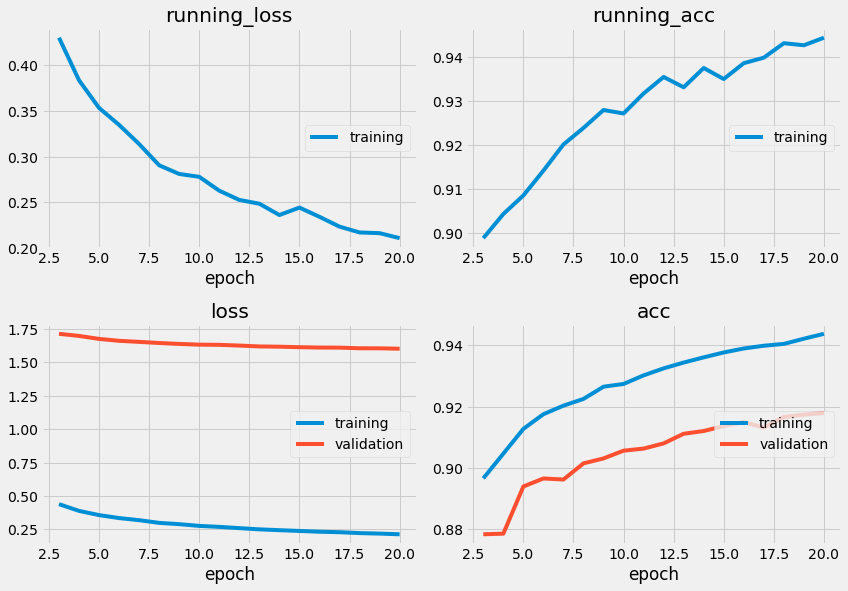 running_loss
0.40
0.35
0.30
0.25
0.20
training
2.5 5.0 7.5 10.0 12.5 15.0 17.5 20.0
epoch
running_acc
0.94
0.93
0.92
0.91
0.90
training
2.5 5.0 7.5 10.0 12.5 15.0 17.5 20.0
epoch
loss
1.75
1.50
1.25
1.00
0.75
0.50
0.25
training
validation
2.5 5.0 7.5 10.0 12.5 15.0 17.5 20.0
epoch
acc
0.94
0.92
0.90
0.88
training
validation
2.5 5.0 7.5 10.0 12.5 15.0 17.5 20.0
epoch